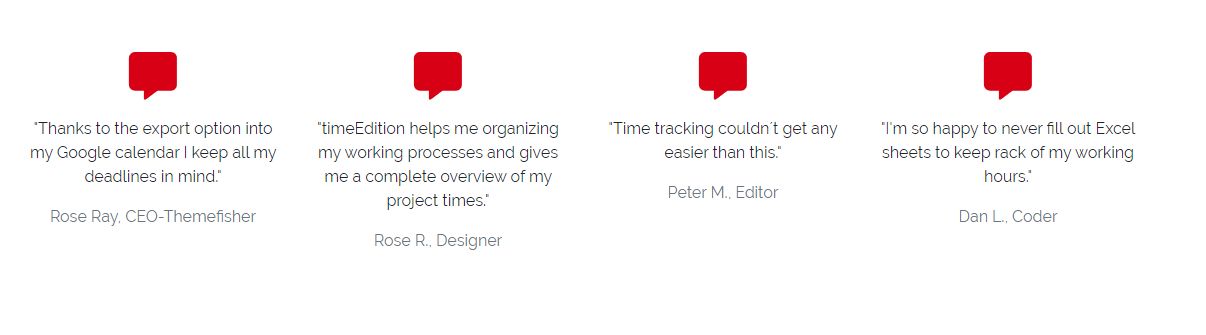 "Thanks to the export option into
my Google calendar I keep all my
deadlines in mind."
Rose Ray, CEO-Themefisher
"timeEdition helps me organizing
my working processes and gives
me a complete overview of my
project times."
Rose R., Designer
"Time tracking couldn´t get any
easier than this."
Peter M., Editor
"I'm so happy to never fill out Excel
sheets to keep rack of my working
hours."
Dan L., Coder